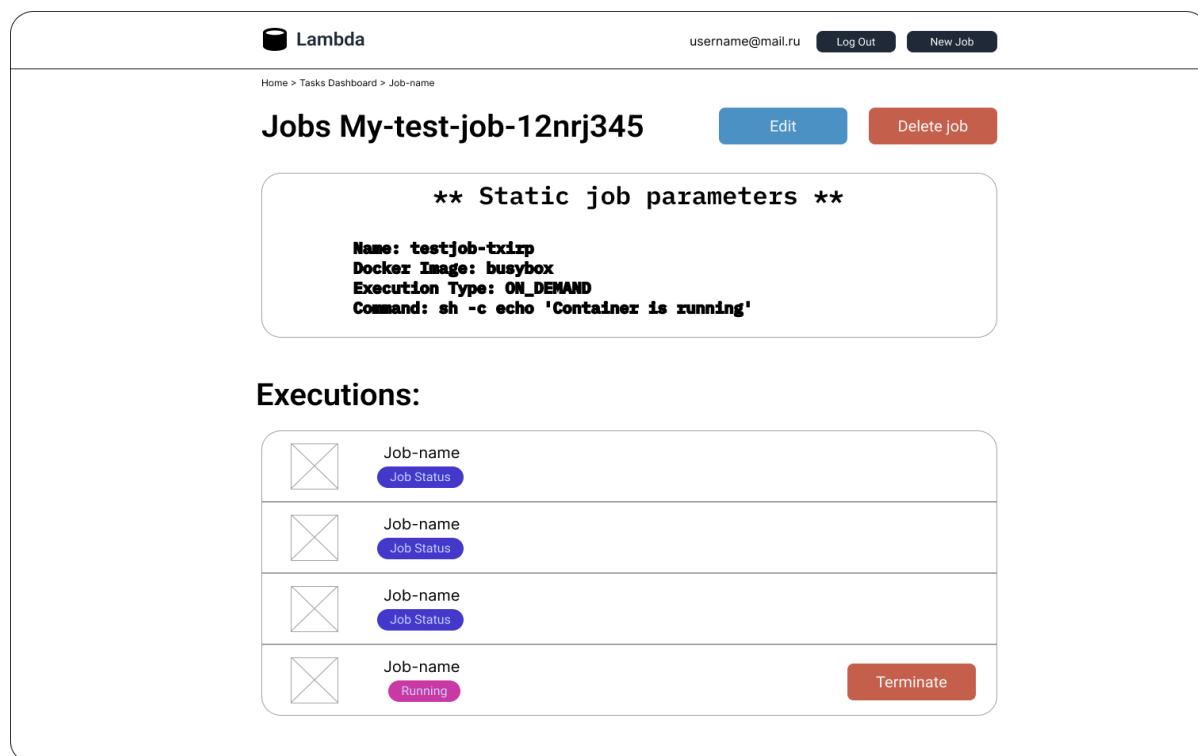 Lambda
username@mail.ru
Log Out
New Job
Home > Tasks Dashboard > Job-name
Jobs My-test-job-12nrj345
Edit
Delete job
** Static job parameters **
Name: testjob-txirp
Docker Image: busybox
Execution Type: ON_DEMAND
Command: sh -c echo 'Container is running'
Executions:
Job-name
Job Status
Job-name
Job Status
Job-name
Job Status
Job-name
Running
Terminate